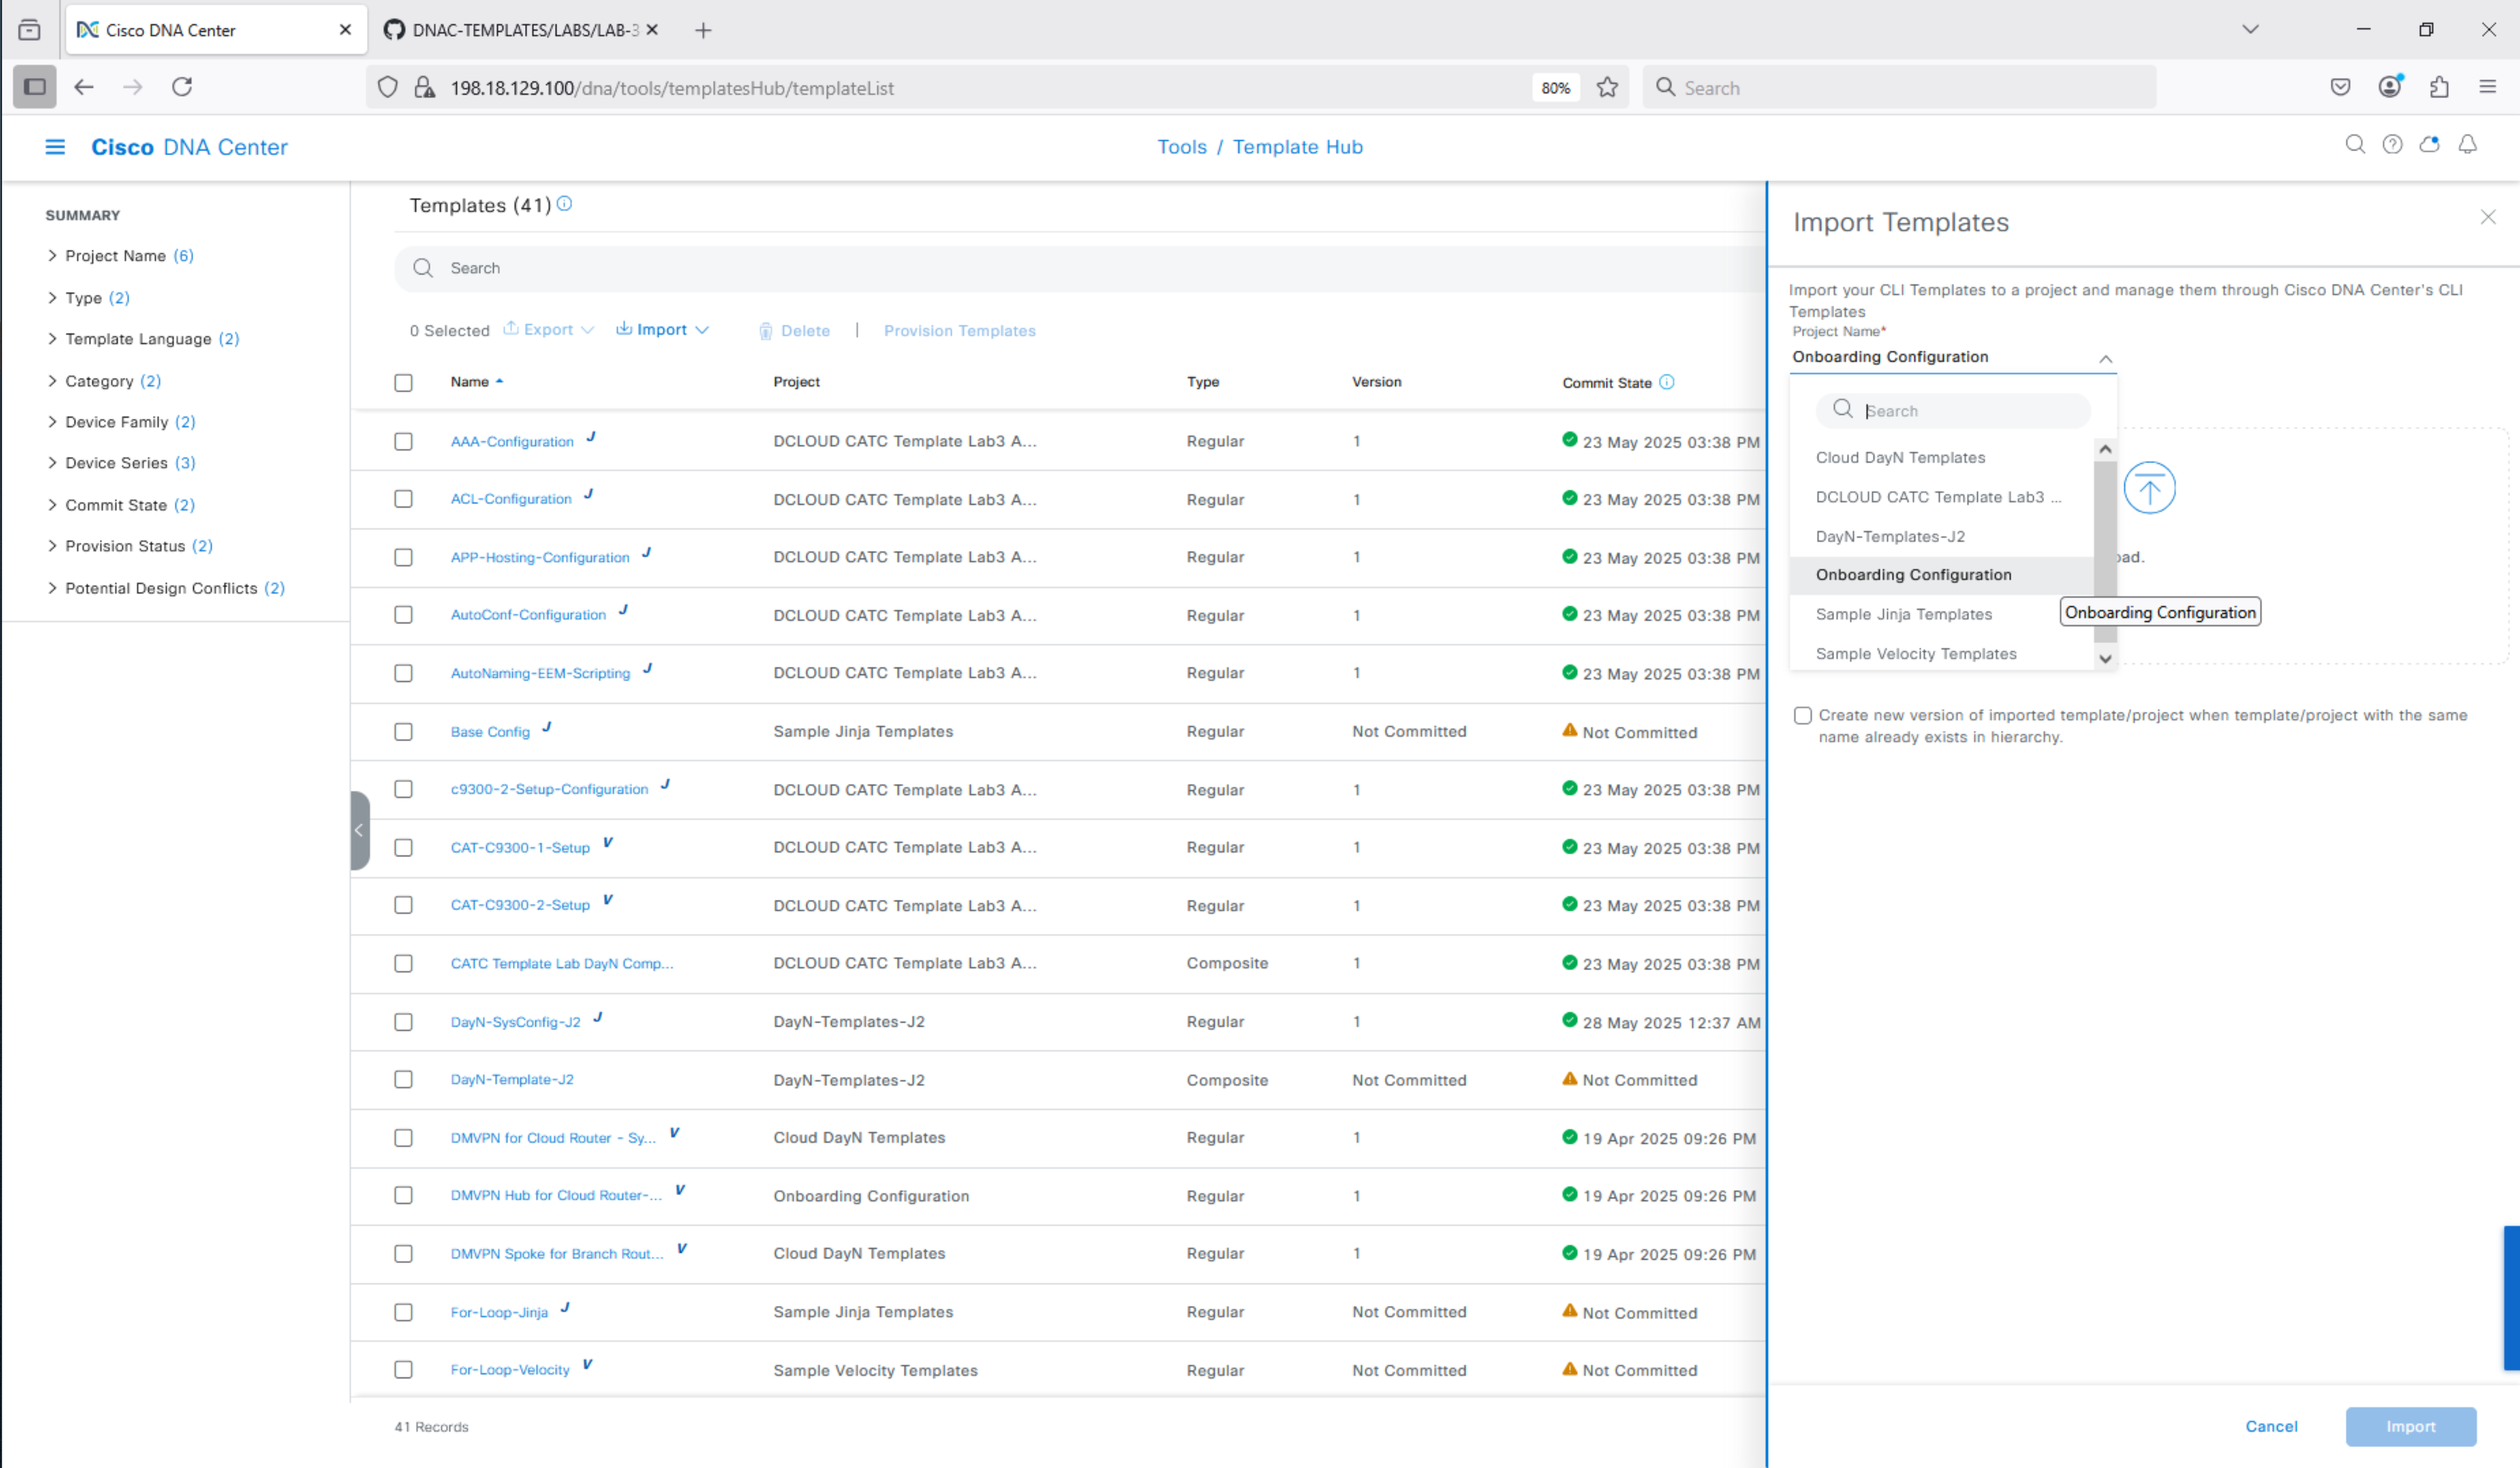 Cisco DNA Center
DNAC-TEMPLATES/LABS/LAB-3
198.18.129.100/dna/tools/templatesHub/templateList
80%
Search
Cisco DNA Center
Tools / Template Hub
SUMMARY
Project Name (6)
Type (2)
Template Language (2)
Category (2)
Device Family (2)
Device Series (3)
Commit State (2)
Provision Status (2)
Potential Design Conflicts (2)
Templates (41)
Search
0 Selected Export Import Delete | Provision Templates
Name Project Type Version Commit State
AAA-Configuration J DCLOUD CATC Template Lab3 A... Regular 1 23 May 2025 03:38 PM
ACL-Configuration J DCLOUD CATC Template Lab3 A... Regular 1 23 May 2025 03:38 PM
APP-Hosting-Configuration J DCLOUD CATC Template Lab3 A... Regular 1 23 May 2025 03:38 PM
AutoConf-Configuration J DCLOUD CATC Template Lab3 A... Regular 1 23 May 2025 03:38 PM
AutoNaming-EEM-Scripting J DCLOUD CATC Template Lab3 A... Regular 1 23 May 2025 03:38 PM
Base Config J Sample Jinja Templates Regular Not Committed Not Committed
c9300-2-Setup-Configuration J DCLOUD CATC Template Lab3 A... Regular 1 23 May 2025 03:38 PM
CAT-C9300-1-Setup V DCLOUD CATC Template Lab3 A... Regular 1 23 May 2025 03:38 PM
CAT-C9300-2-Setup V DCLOUD CATC Template Lab3 A... Regular 1 23 May 2025 03:38 PM
CATC Template Lab DayN Comp... DCLOUD CATC Template Lab3 A... Composite 1 23 May 2025 03:38 PM
DayN-SysConfig-J2 J DayN-Templates-J2 Regular 1 28 May 2025 12:37 AM
DayN-Template-J2 DayN-Templates-J2 Composite Not Committed Not Committed
DMVPN for Cloud Router - Sy... V Cloud DayN Templates Regular 1 19 Apr 2025 09:26 PM
DMVPN Hub for Cloud Router-... V Onboarding Configuration Regular 1 19 Apr 2025 09:26 PM
DMVPN Spoke for Branch Rout... V Cloud DayN Templates Regular 1 19 Apr 2025 09:26 PM
For-Loop-Jinja J Sample Jinja Templates Regular Not Committed Not Committed
For-Loop-Velocity V Sample Velocity Templates Regular Not Committed Not Committed
41 Records
Import Templates
Import your CLI Templates to a project and manage them through Cisco DNA Center's CLI
Templates
Project Name*
Onboarding Configuration
Search
Cloud DayN Templates
DCLOUD CATC Template Lab3 ...
DayN-Templates-J2
Onboarding Configuration
Sample Jinja Templates
Sample Velocity Templates
Onboarding Configuration
Create new version of imported template/project when template/project with the same
name already exists in hierarchy.
Cancel Import